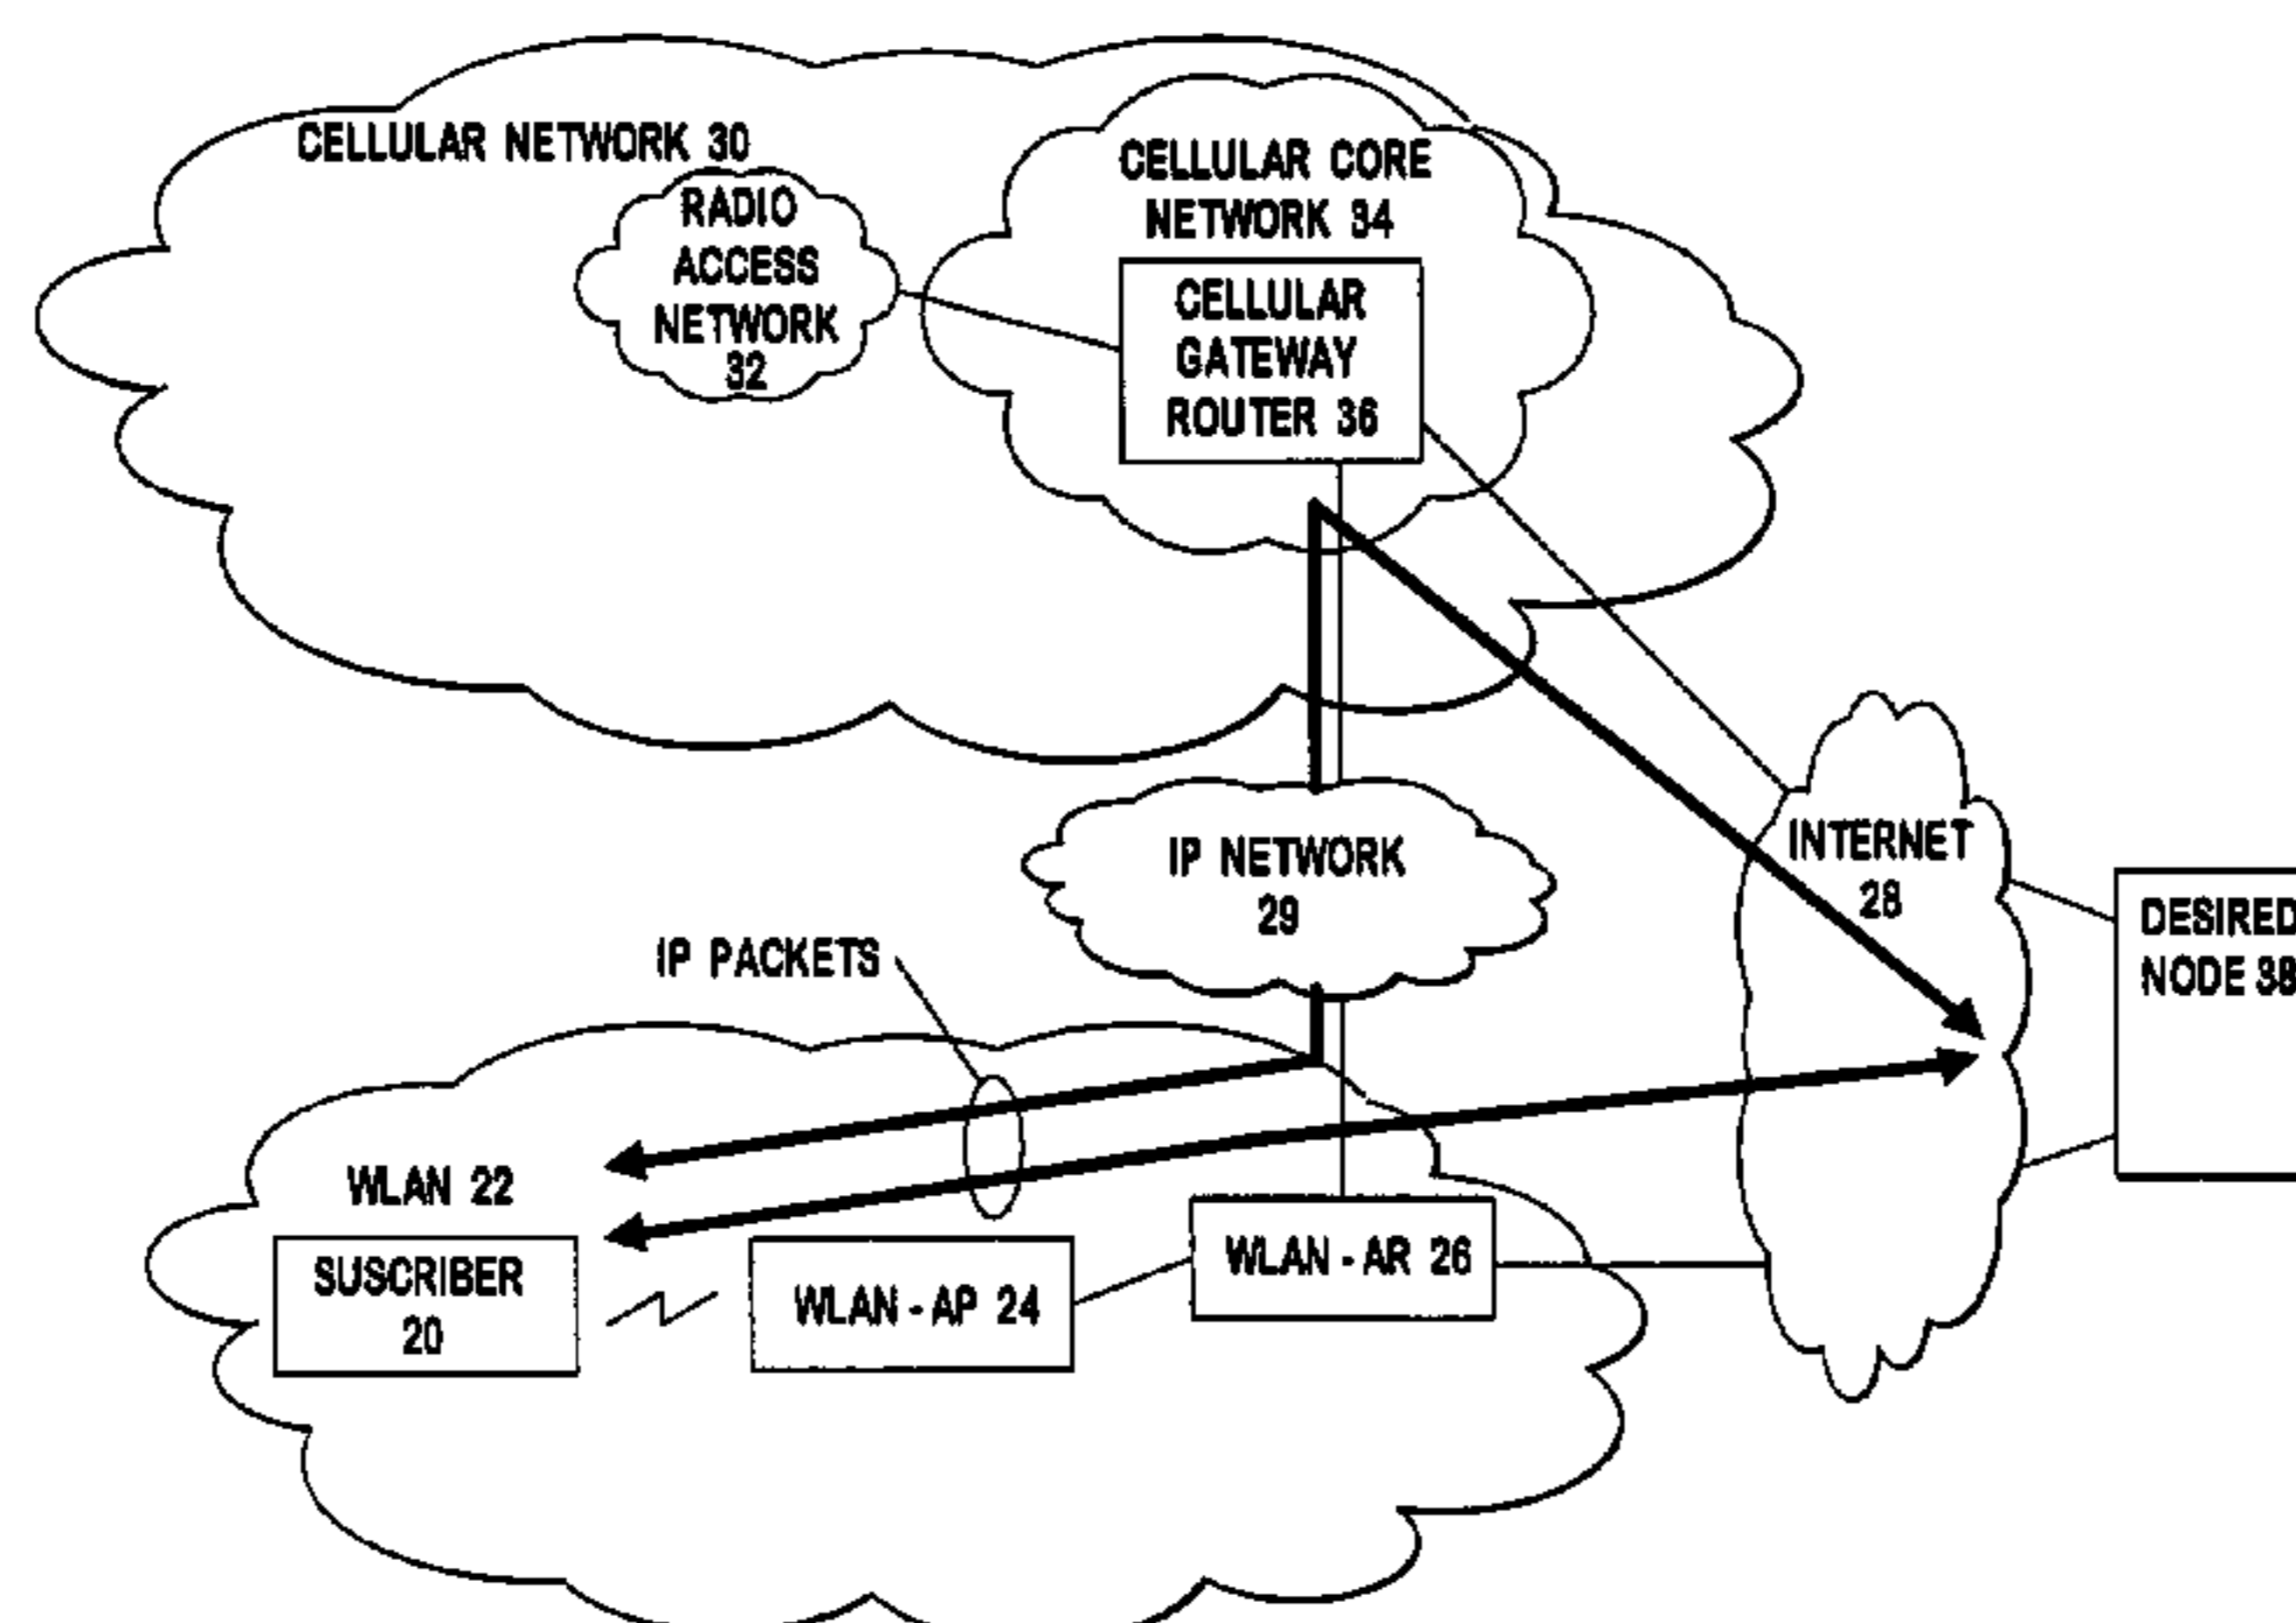 CELLULAR NETWORK 30
RADIO
ACCESS
NETWORK
32
CELLULAR CORE
NETWORK 34
CELLULAR
GATEWAY
ROUTER 36
IP NETWORK
29
INTERNET
28
DESIRED
NODE 38
IP PACKETS
WLAN 22
SUSCRIBER
20
WLAN - AP 24
WLAN - AR 26